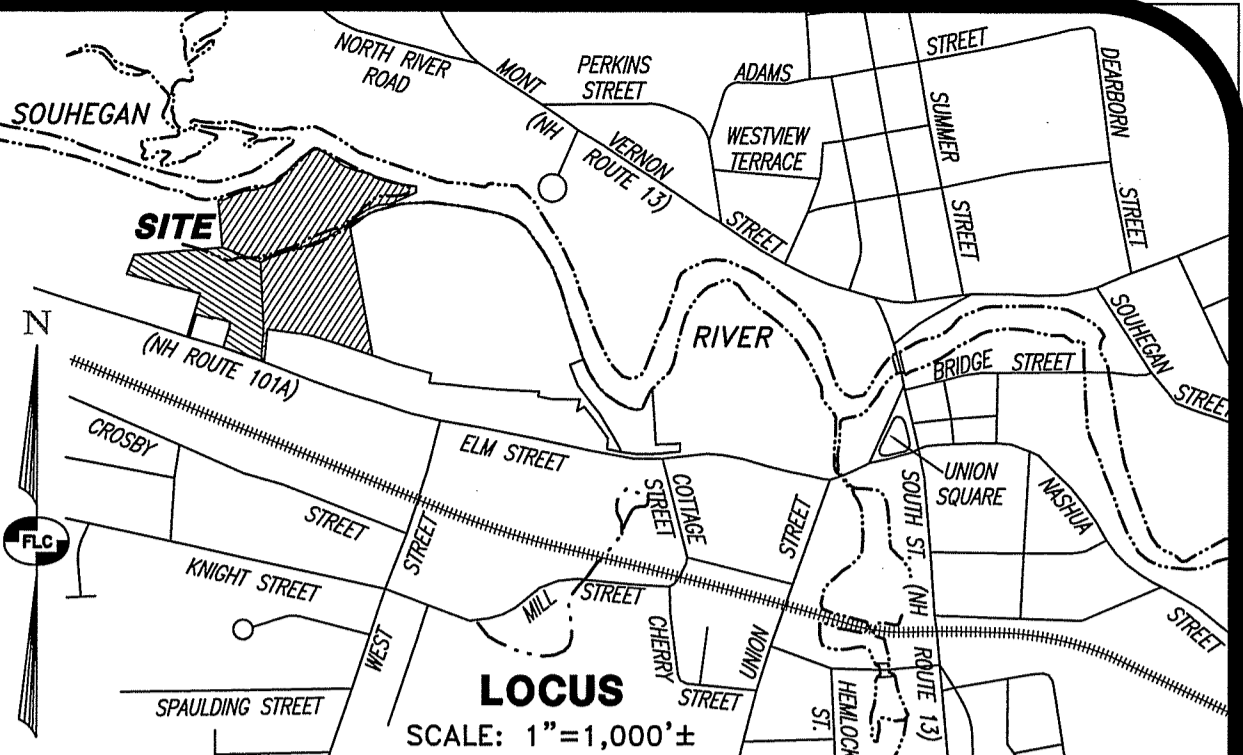 STREET
NORTH RIVER
ROAD
MONT
PERKINS
STREET
ADAMS
DEARBORN
SOUHEGAN
(NH
VERNON
ROUTE 13)
WESTVIEW
TERRACE
SUMMER
SITE
STREET
STREET
STREET
N
(NH ROUTE 101A)
RIVER
SOUHEGAN
BRIDGE STREET
STREET
CROSBY
ELM STREET
UNION
SQUARE
STREET
COTTAGE
SOUTH ST.
NASHUA
STREET
STREET
STREET
FLC
KNIGHT STREET
MILL
STREET
(NH
ROUTE 13)
STREET
WEST
CHERRY
UNION
LOCUS
STREET
HEMLOCK
ST.
SPAULDING STREET
SCALE: 1"=1,000'±